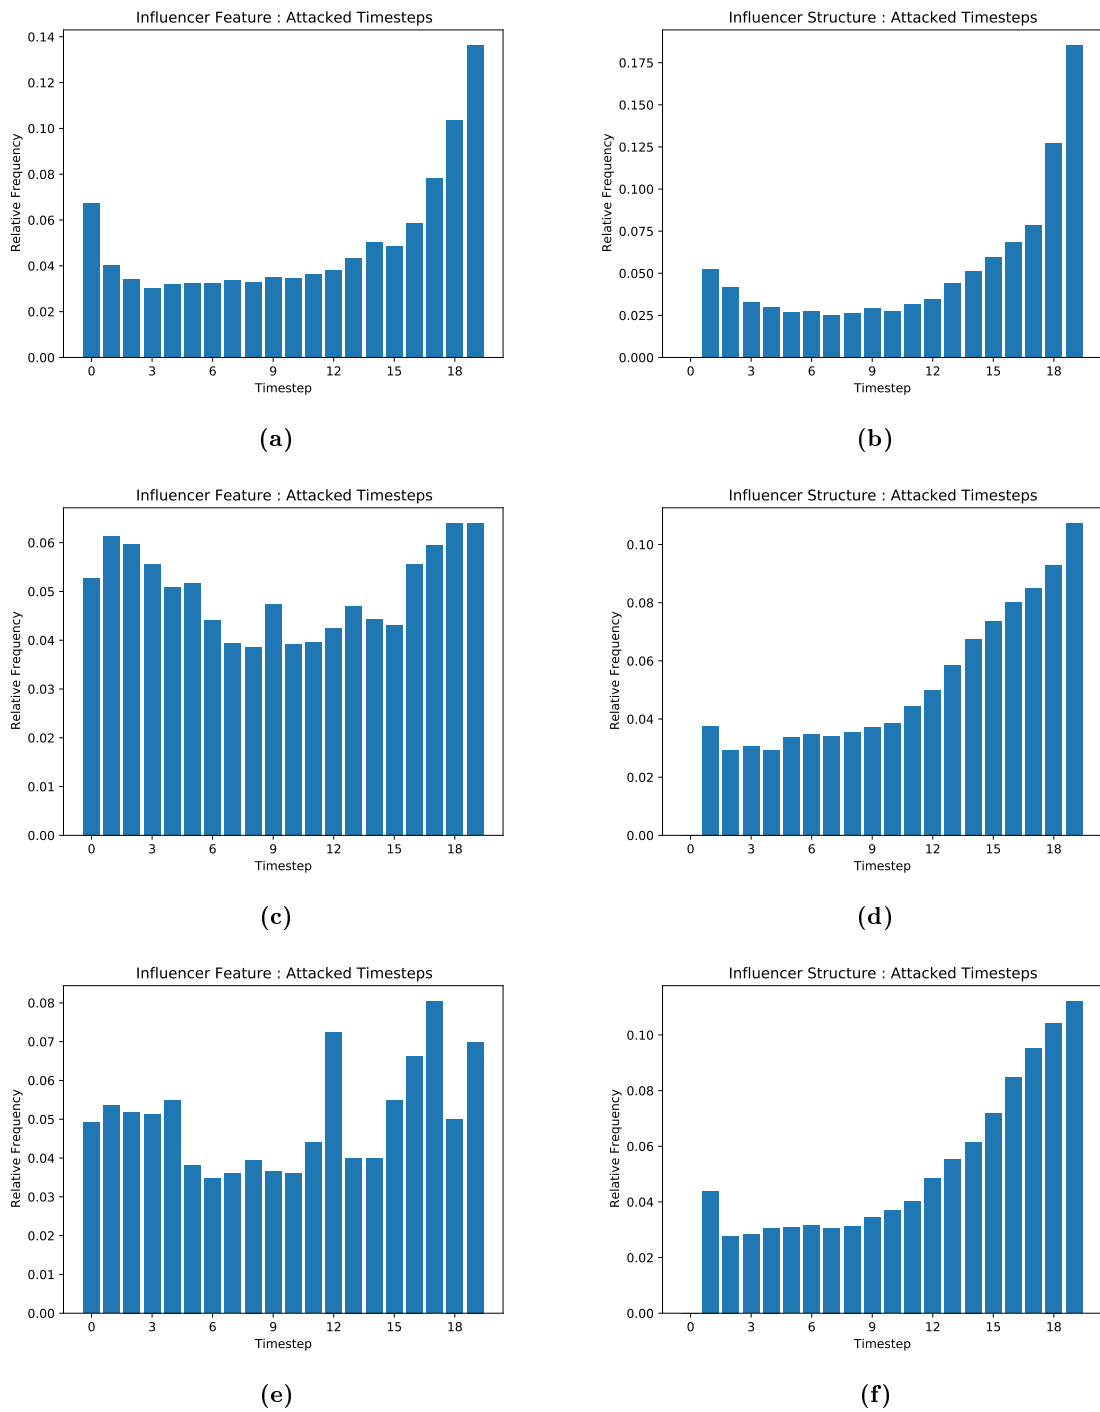 Influencer Feature : Attacked Timesteps
0.14
0.12
0.10
0.08
0.06
0.04
0.02
0.00
Relative Frequency
0 3 6 9 12 15 18
Timestep
(a)
Influencer Structure : Attacked Timesteps
0.175
0.150
0.125
0.100
0.075
0.050
0.025
0.000
Relative Frequency
0 3 6 9 12 15 18
Timestep
(b)
Influencer Feature : Attacked Timesteps
0.06
0.05
0.04
0.03
0.02
0.01
0.00
Relative Frequency
0 3 6 9 12 15 18
Timestep
(c)
Influencer Structure : Attacked Timesteps
0.10
0.08
0.06
0.04
0.02
0.00
Relative Frequency
0 3 6 9 12 15 18
Timestep
(d)
Influencer Feature : Attacked Timesteps
0.08
0.07
0.06
0.05
0.04
0.03
0.02
0.01
0.00
Relative Frequency
0 3 6 9 12 15 18
Timestep
(e)
Influencer Structure : Attacked Timesteps
0.10
0.08
0.06
0.04
0.02
0.00
Relative Frequency
0 3 6 9 12 15 18
Timestep
(f)